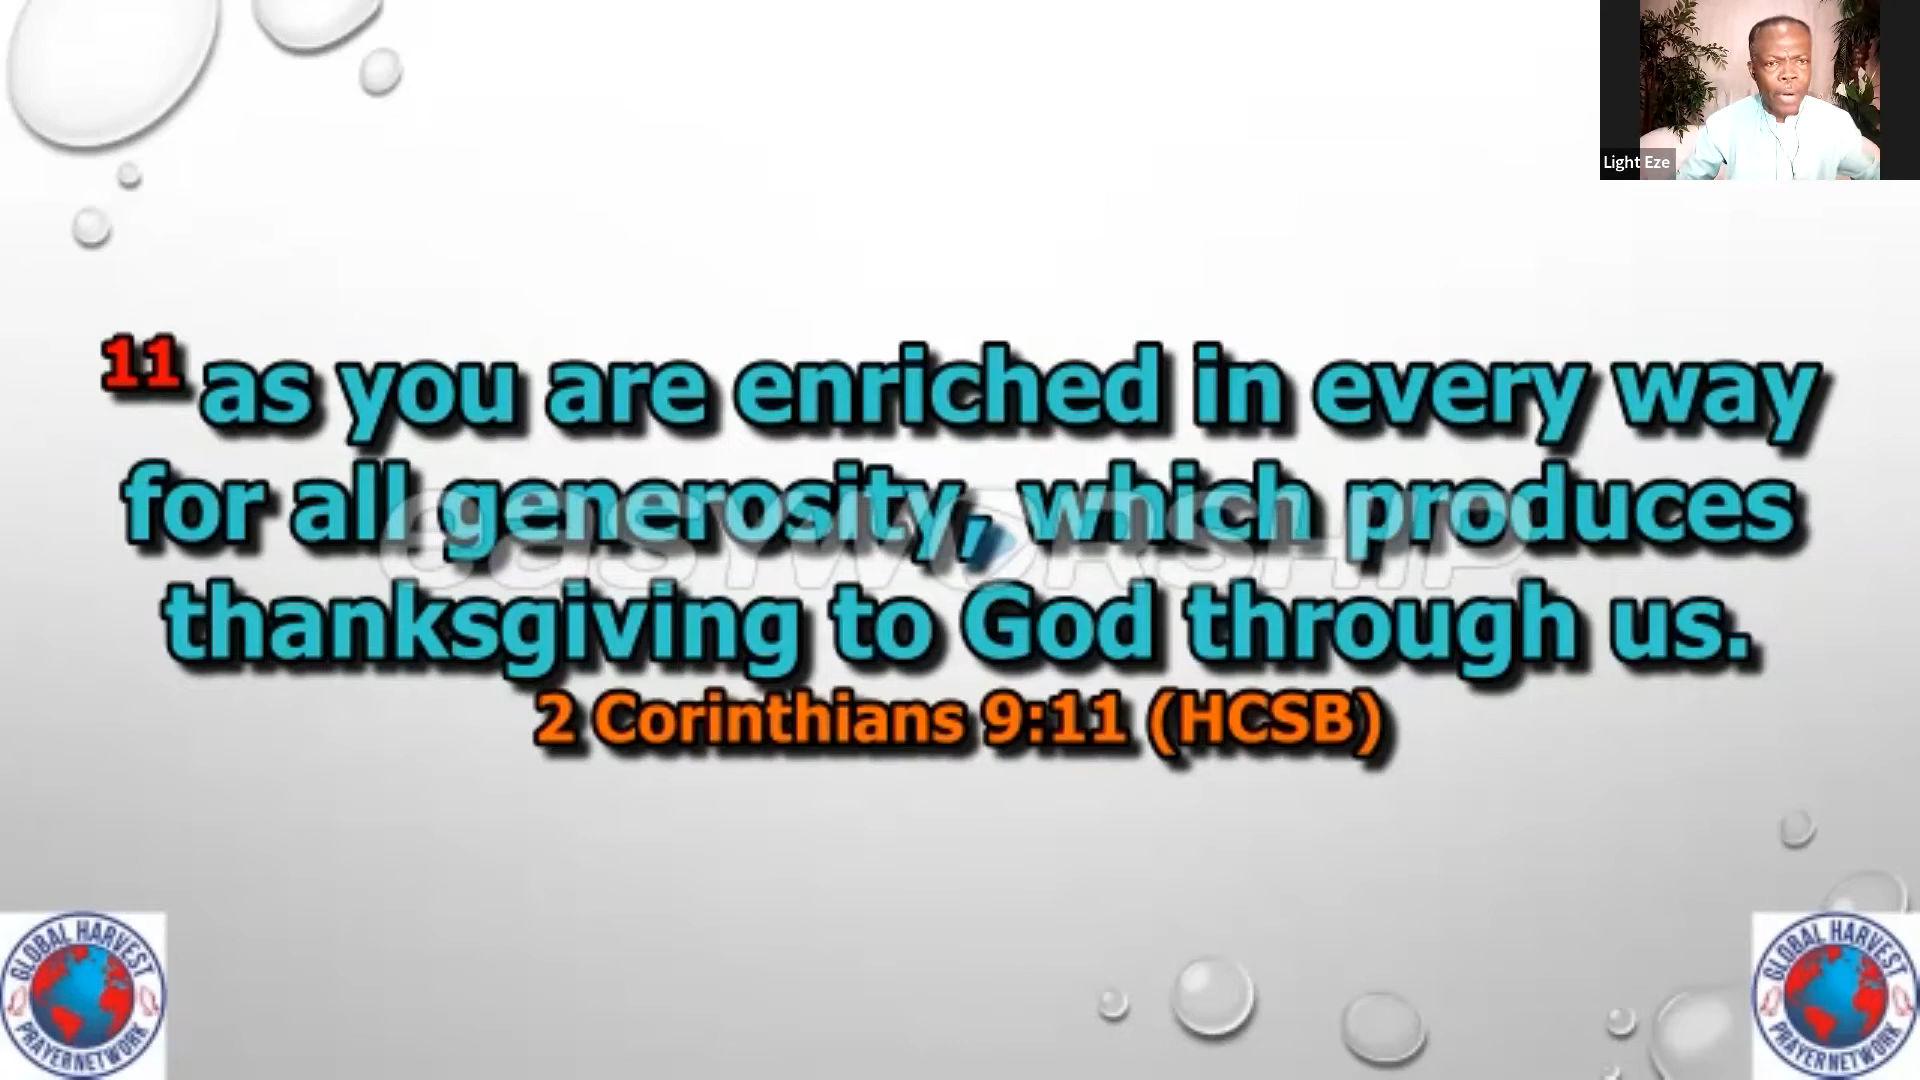 Light Eze
11 as you are enriched in every way
for all generosity, which produces
thanksgiving to God through us.
easyWORSHIP
2 Corinthians 9:11 (HCSB)
GLOBAL HARVEST
PRAYER NETWORK
GLOBAL HARVEST
PRAYER NETWORK